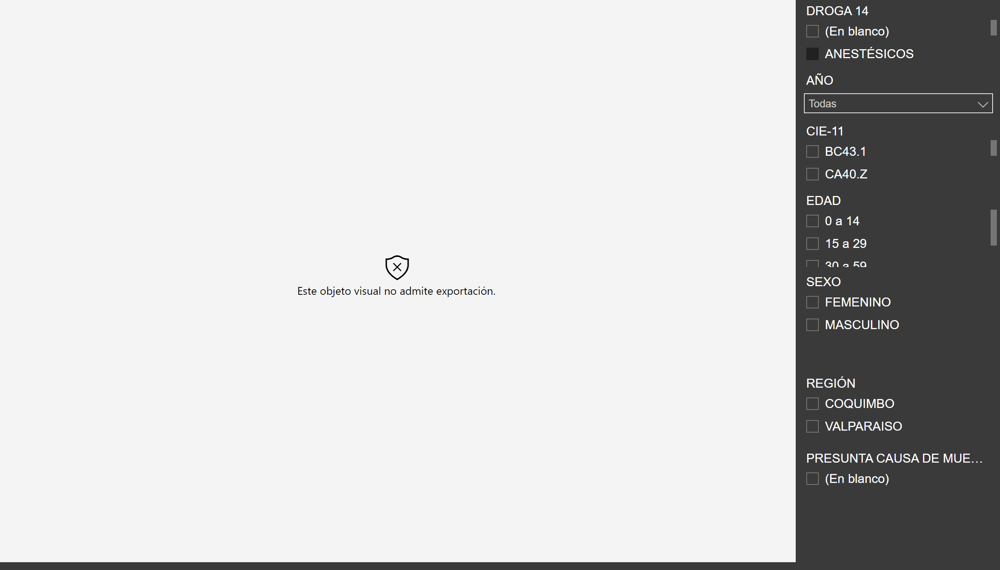 Este objeto visual no admite exportación.
DROGA 14
(En blanco)
ANESTÉSICOS
AÑO
Todas
CIE-11
BC43.1
CA40.Z
EDAD
0 a 14
15 a 29
30 a 59
SEXO
FEMENINO
MASCULINO
REGIÓN
COQUIMBO
VALPARAISO
PRESUNTA CAUSA DE MUE...
(En blanco)